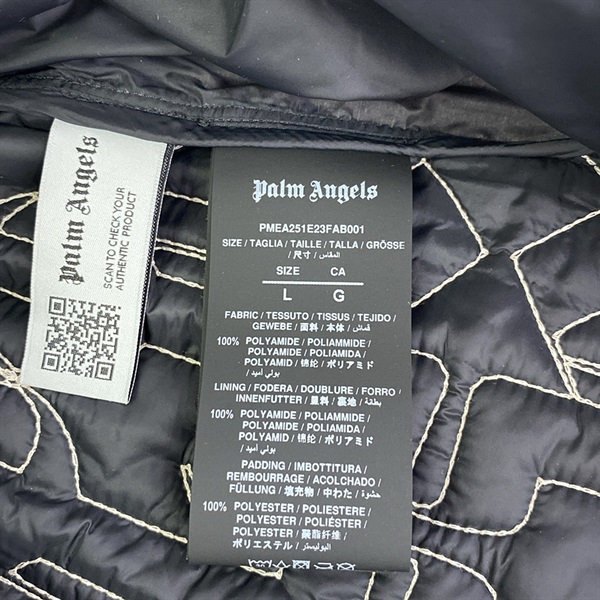 Palm Angels
SCAN TO CHECK YOUR
AUTHENTIC PRODUCT
Palm Angels
PMEA251E23FAB001
SIZE / TAGLIA / TAILLE / TALLA / GRÖSSE
/ 尺寸 / المقاس
SIZE CA
L G
FABRIC / TESSUTO / TISSUS / TEJIDO /
GEWEBE / 面料 / 本体 / قماش
100% POLYAMIDE / POLIAMMIDE /
POLYAMIDE / POLIAMIDA /
POLYAMID / 锦纶 / ポリアミド
/ بولي أميد
LINING / FODERA / DOUBLURE / FORRO /
INNENFUTTER / 里料 / 裏地 / بطانة
100% POLYAMIDE / POLIAMMIDE /
POLYAMIDE / POLIAMIDA /
POLYAMID / 锦纶 / ポリアミド
/ بولي أميد
PADDING / IMBOTTITURA /
REMBOURRAGE / ACOLCHADO /
FÜLLUNG / 填充物 / 中わた / حشوة
100% POLYESTER / POLIESTERE /
POLYESTER / POLIÉSTER /
POLYESTER / 聚酯纤维 /
ポリエステル / البوليستر